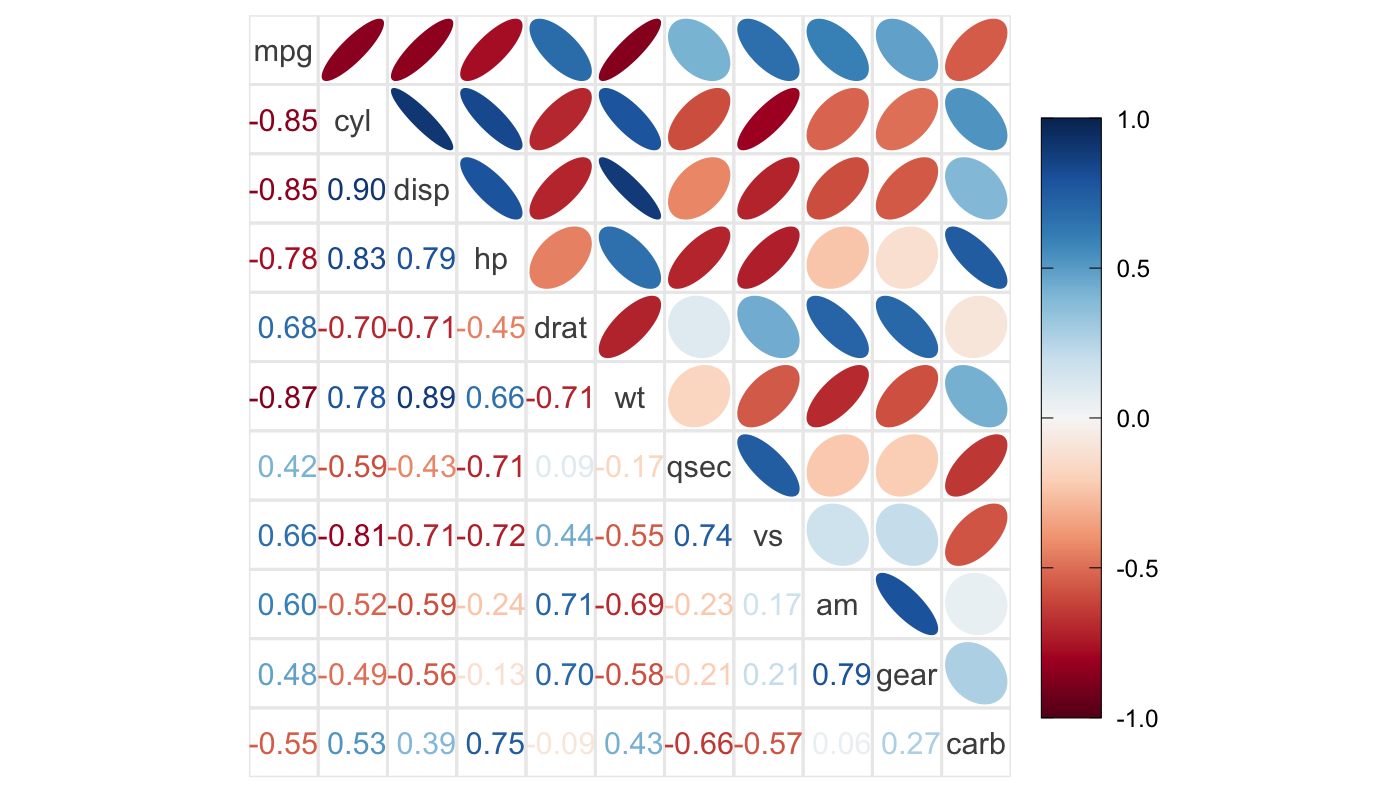 mpg
-0.85 cyl
-0.85 0.90 disp
-0.78 0.83 0.79 hp
0.68 -0.70 -0.71 -0.45 drat
-0.87 0.78 0.89 0.66 -0.71 wt
0.42 -0.59 -0.43 -0.71 0.09 -0.17 qsec
0.66 -0.81 -0.71 -0.72 0.44 -0.55 0.74 vs
0.60 -0.52 -0.59 -0.24 0.71 -0.69 -0.23 0.17 am
0.48 -0.49 -0.56 -0.13 0.70 -0.58 -0.21 0.21 0.79 gear
-0.55 0.53 0.39 0.75 -0.09 0.43 -0.66 -0.57 0.06 0.27 carb
1.0
0.5
0.0
-0.5
-1.0